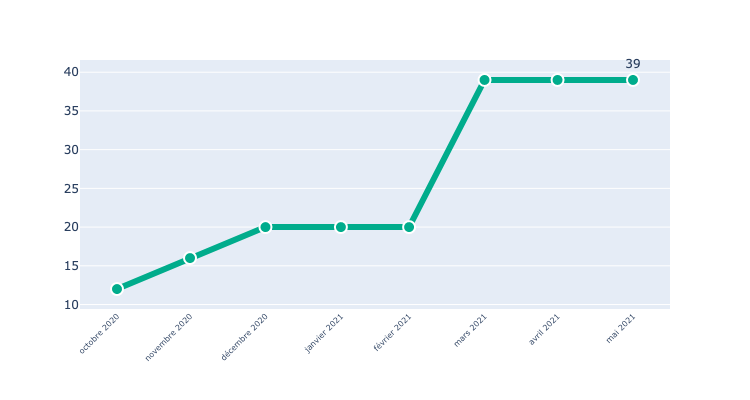 39
40
35
30
25
20
15
10
octobre 2020
novembre 2020
décembre 2020
janvier 2021
février 2021
mars 2021
avril 2021
mai 2021